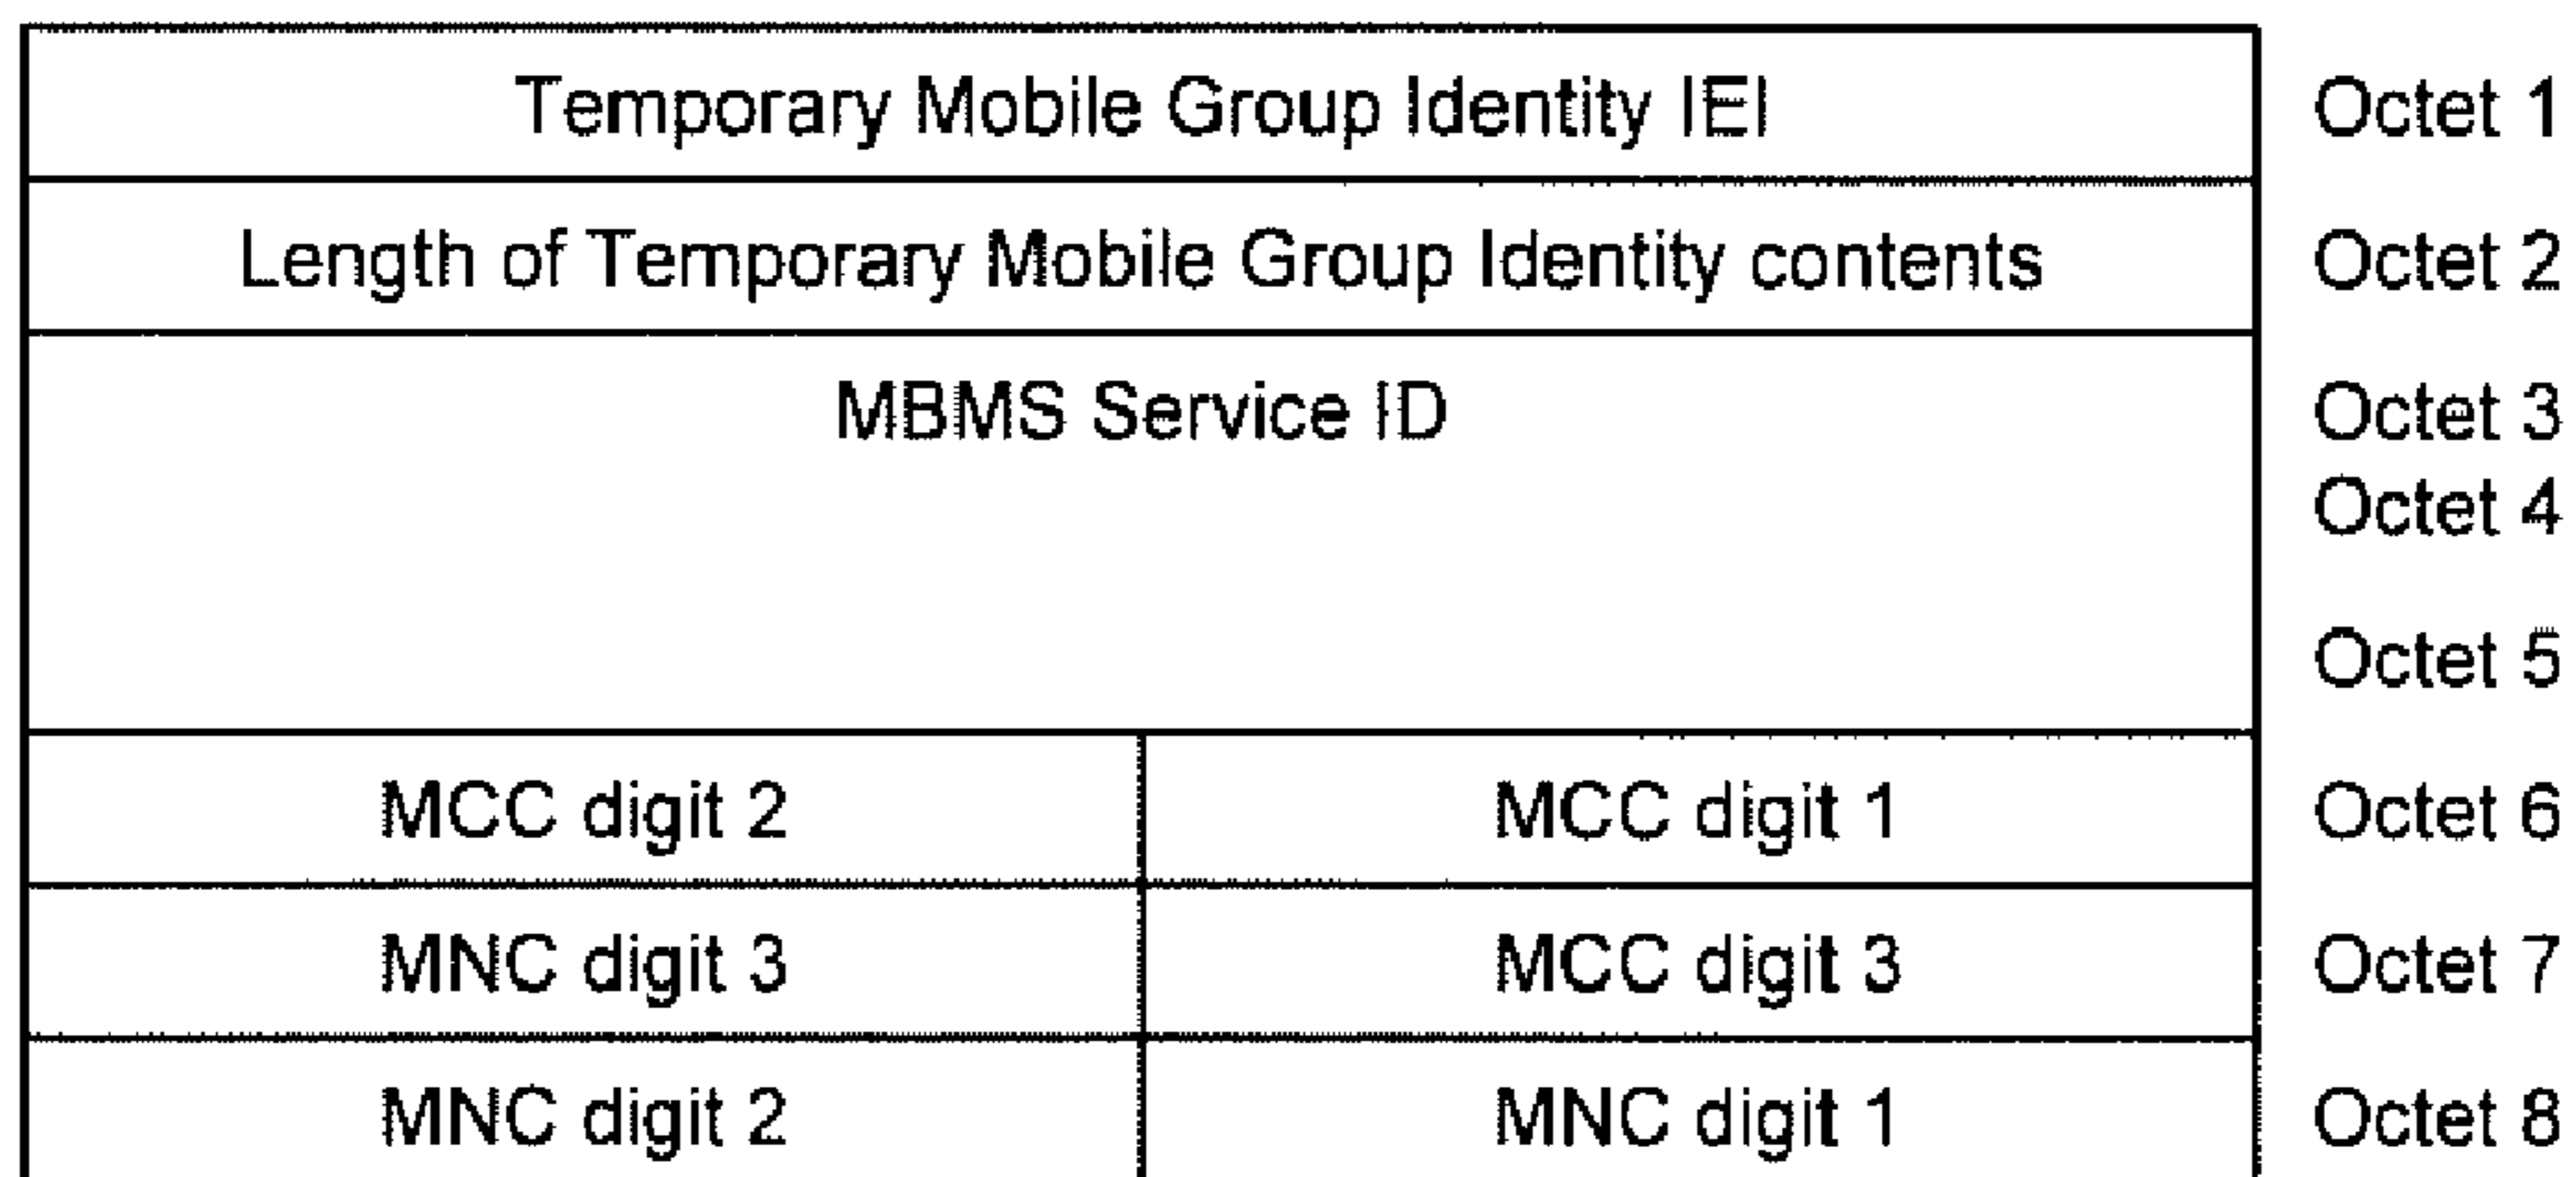 Temporary Mobile Group Identity IEI Octet 1
Length of Temporary Mobile Group Identity contents Octet 2
MBMS Service ID Octet 3
Octet 4
Octet 5
MCC digit 2 MCC digit 1 Octet 6
MNC digit 3 MCC digit 3 Octet 7
MNC digit 2 MNC digit 1 Octet 8